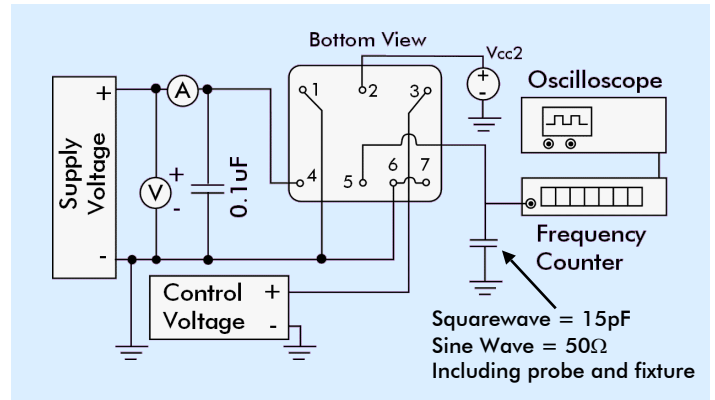 Bottom View
Vcc2
Oscilloscope
+
A
1
2
3
+
-
Supply
Voltage
V
+
-
0.1uF
4
5
6
7
-
Frequency
Counter
Control
Voltage
+
-
Squarewave = 15pF
Sine Wave = 50Ω
Including probe and fixture